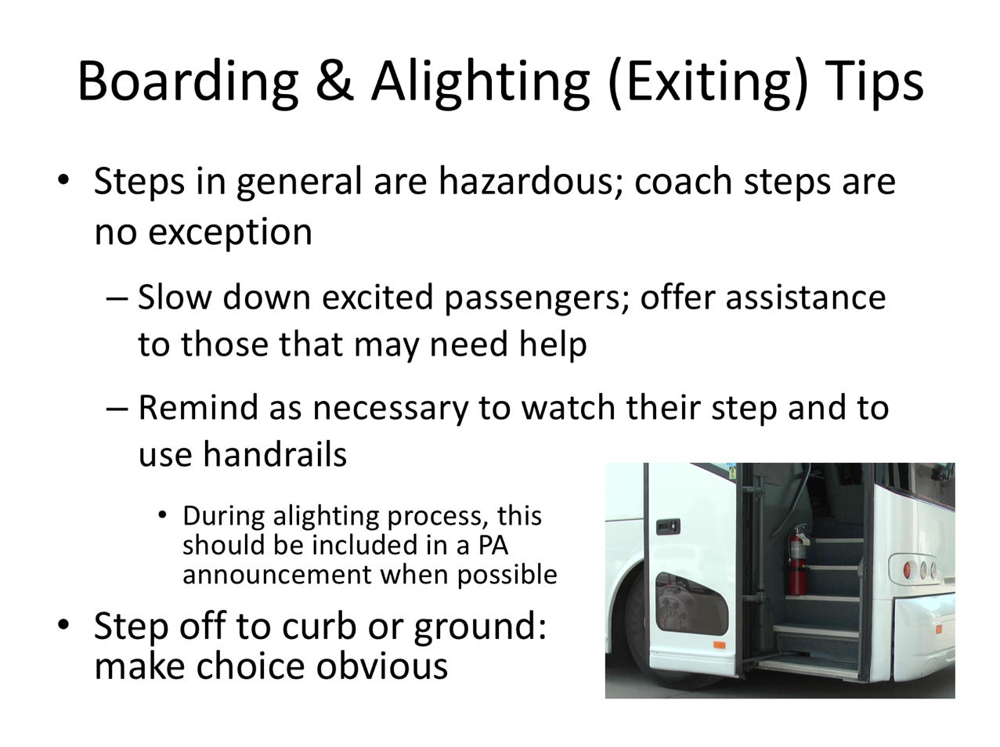 Boarding & Alighting (Exiting) Tips
• Steps in general are hazardous; coach steps are
no exception
– Slow down excited passengers; offer assistance
to those that may need help
– Remind as necessary to watch their step and to
use handrails
• During alighting process, this
should be included in a PA
announcement when possible
• Step off to curb or ground:
make choice obvious